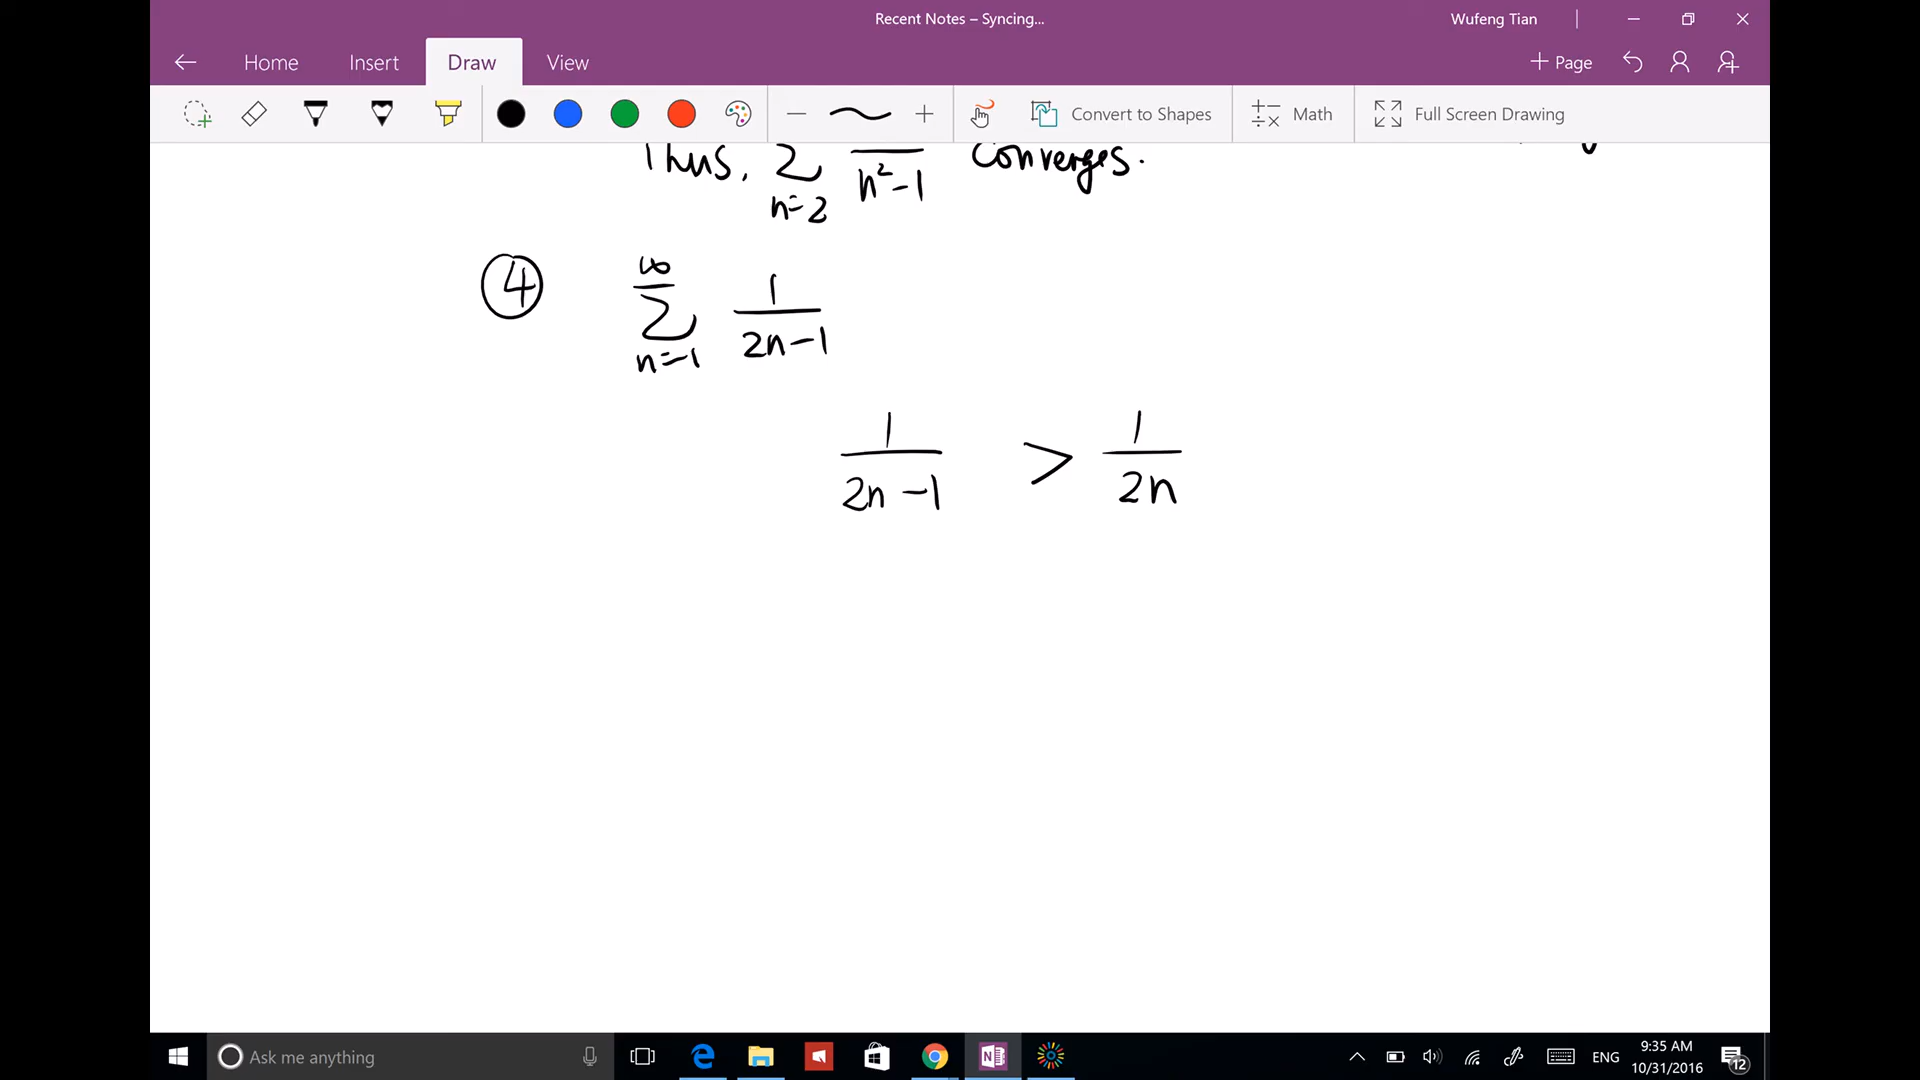 Recent Notes – Syncing...
Wufeng Tian
Home Insert Draw View
Page
Convert to Shapes
Math
Full Screen Drawing
Thus, ∑ n=2 1/(n²-1) converges.
④ ∑ n=1 ∞ 1/(2n-1)
1/(2n-1) > 1/(2n)
Ask me anything
ENG
9:35 AM
10/31/2016
12